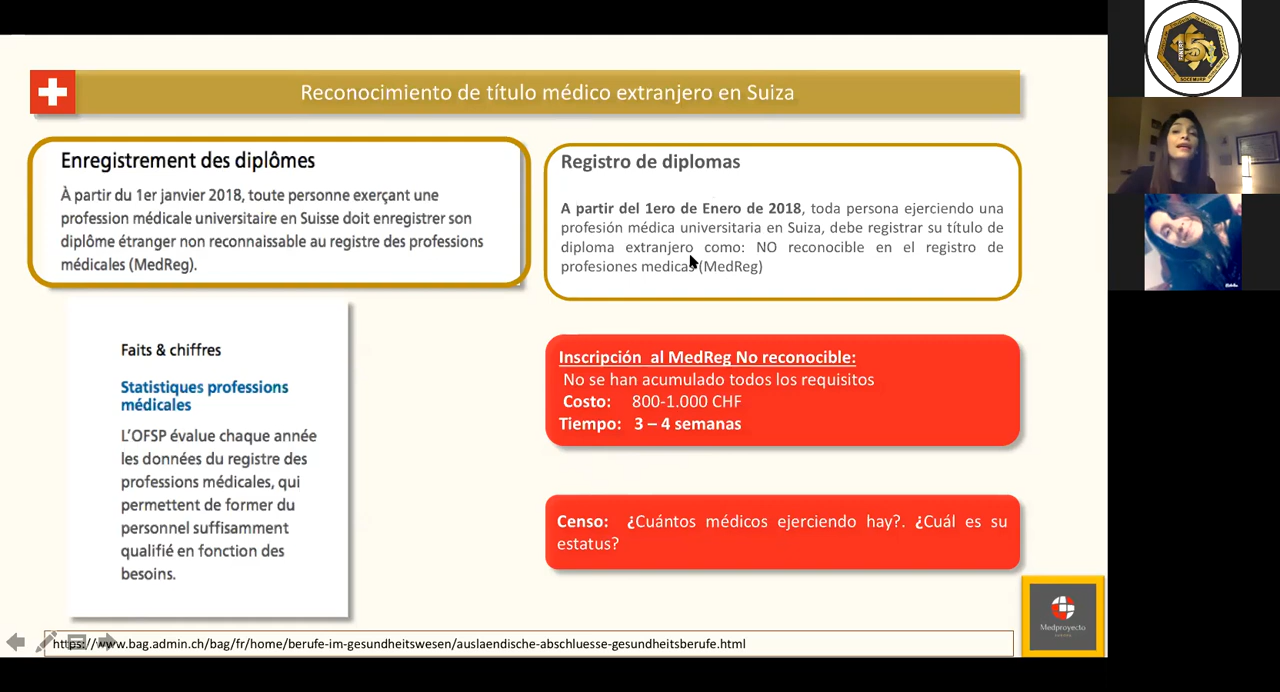 Reconocimiento de título médico extranjero en Suiza
Enregistrement des diplômes
À partir du 1er janvier 2018, toute personne exerçant une
profession médicale universitaire en Suisse doit enregistrer son
diplôme étranger non reconnaissable au registre des professions
médicales (MedReg).
Registro de diplomas
A partir del 1ero de Enero de 2018, toda persona ejerciendo una
profesión médica universitaria en Suiza, debe registrar su título de
diploma extranjero como: NO reconocible en el registro de
profesiones medicas (MedReg)
Faits & chiffres
Statistiques professions
médicales
L'OFSP évalue chaque année
les données du registre des
professions médicales, qui
permettent de former du
personnel suffisamment
qualifié en fonction des
besoins.
Inscripción al MedReg No reconocible:
No se han acumulado todos los requisitos
Costo: 800-1.000 CHF
Tiempo: 3 – 4 semanas
Censo: ¿Cuántos médicos ejerciendo hay?. ¿Cuál es su
estatus?
Medproyecto
https://www.bag.admin.ch/bag/fr/home/berufe-im-gesundheitswesen/auslaendische-abschluesse-gesundheitsberufe.html
15
SOCEMURP